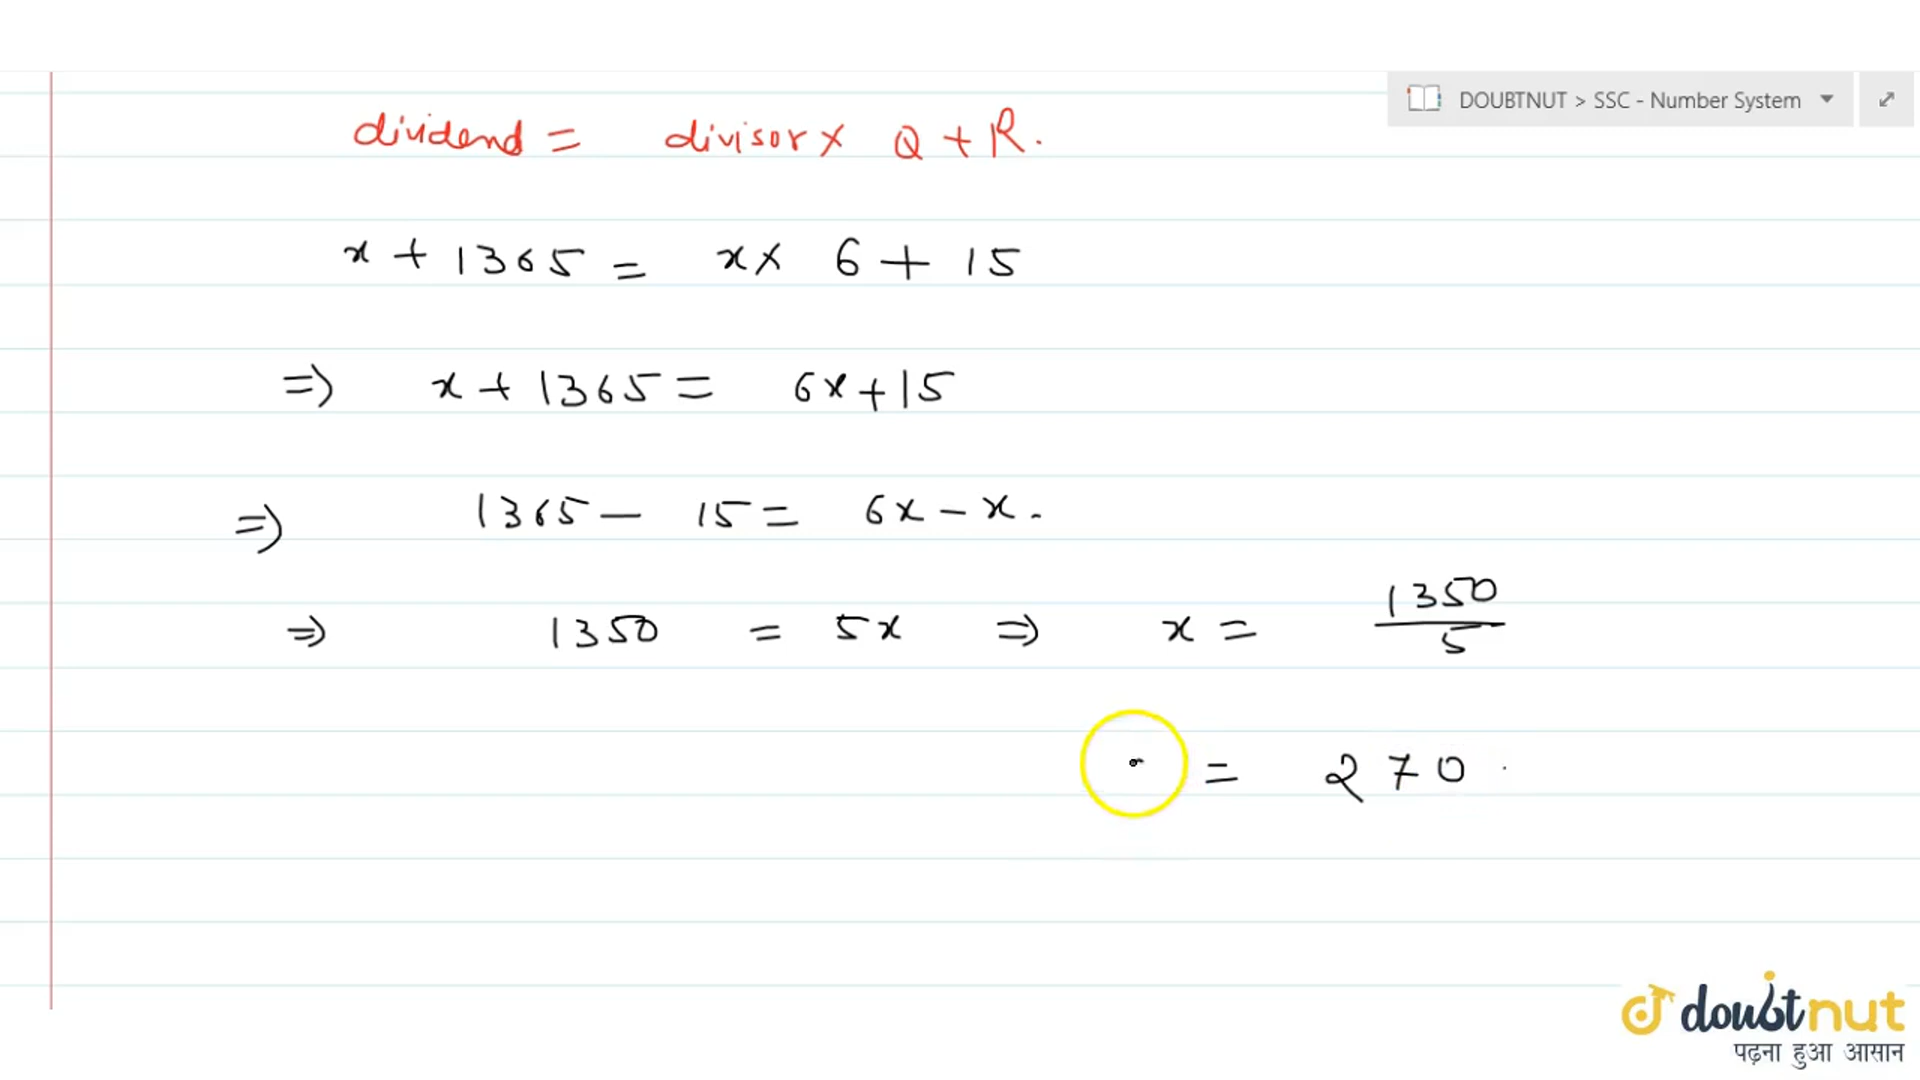 DOUBTNUT > SSC - Number System
dividend = divisor × Q + R.
x + 1365 = x × 6 + 15
⇒ x + 1365 = 6x + 15
⇒ 1365 - 15 = 6x - x.
⇒ 1350 = 5x ⇒ x = 1350/5
= 270.
doubtnut
पढ़ना हुआ आसान